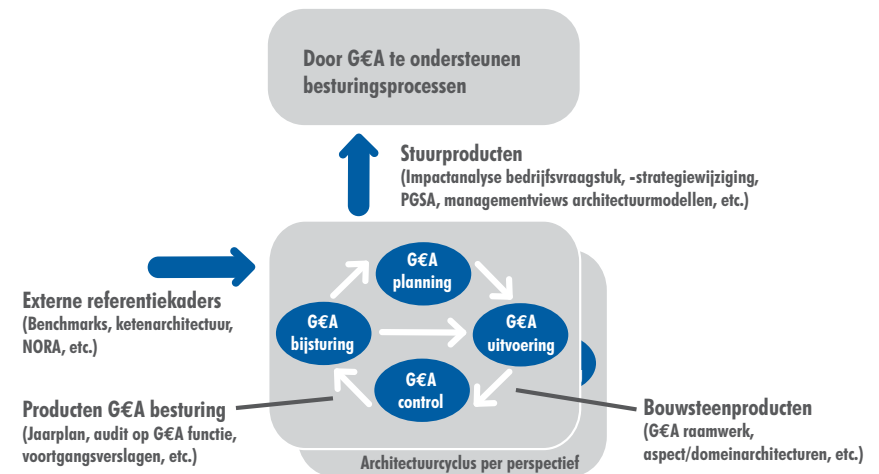 Door G€A te ondersteunen
besturingsprocessen
Stuurproducten
(Impactanalyse bedrijfsvraagstuk, -strategiewijziging,
PGSA, managementviews architectuurmodellen, etc.)
Externe referentiekaders
(Benchmarks, ketenarchitectuur,
NORA, etc.)
G€A
planning
G€A
bijsturing
G€A
uitvoering
G€A
control
Producten G€A besturing
(Jaarplan, audit op G€A functie,
voortgangsverslagen, etc.)
Bouwsteenproducten
(G€A raamwerk,
aspect/domeinarchitecturen, etc.)
Architectuurcyclus per perspectief